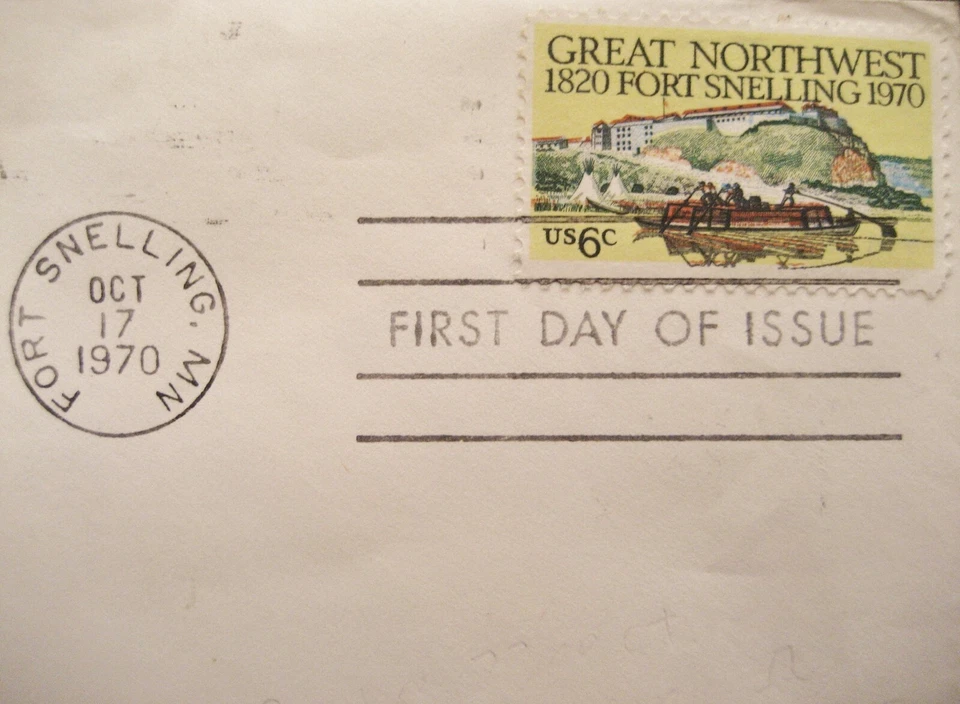 GREAT NORTHWEST
1820 FORT SNELLING 1970
US 6c
FORT SNELLING, MN
OCT
17
1970
FIRST DAY OF ISSUE